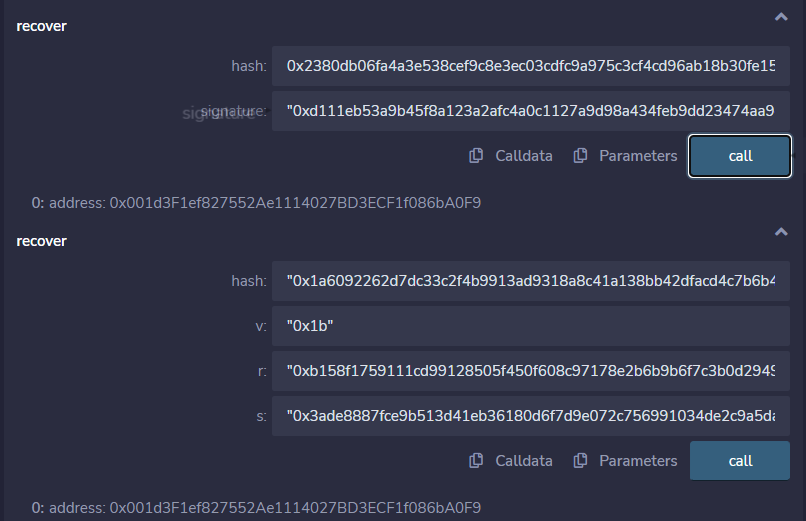 recover
hash: 0x2380db06fa4a3e538cef9c8e3ec03cdfc9a975c3cf4cd96ab18b30fe15
signature: "0xd111eb53a9b45f8a123a2afc4a0c1127a9d98a434feb9dd23474aa9
Calldata Parameters call
0: address: 0x001d3F1ef827552Ae1114027BD3ECF1f086bA0F9
recover
hash: "0x1a6092262d7dc33c2f4b9913ad9318a8c41a138bb42dfacd4c7b6b4
v: "0x1b"
r: "0xb158f1759111cd99128505f450f608c97178e2b6b9b6f7c3b0d2949
s: "0x3ade8887fce9b513d41eb36180d6f7d9e072c756991034de2c9a5da
Calldata Parameters call
0: address: 0x001d3F1ef827552Ae1114027BD3ECF1f086bA0F9